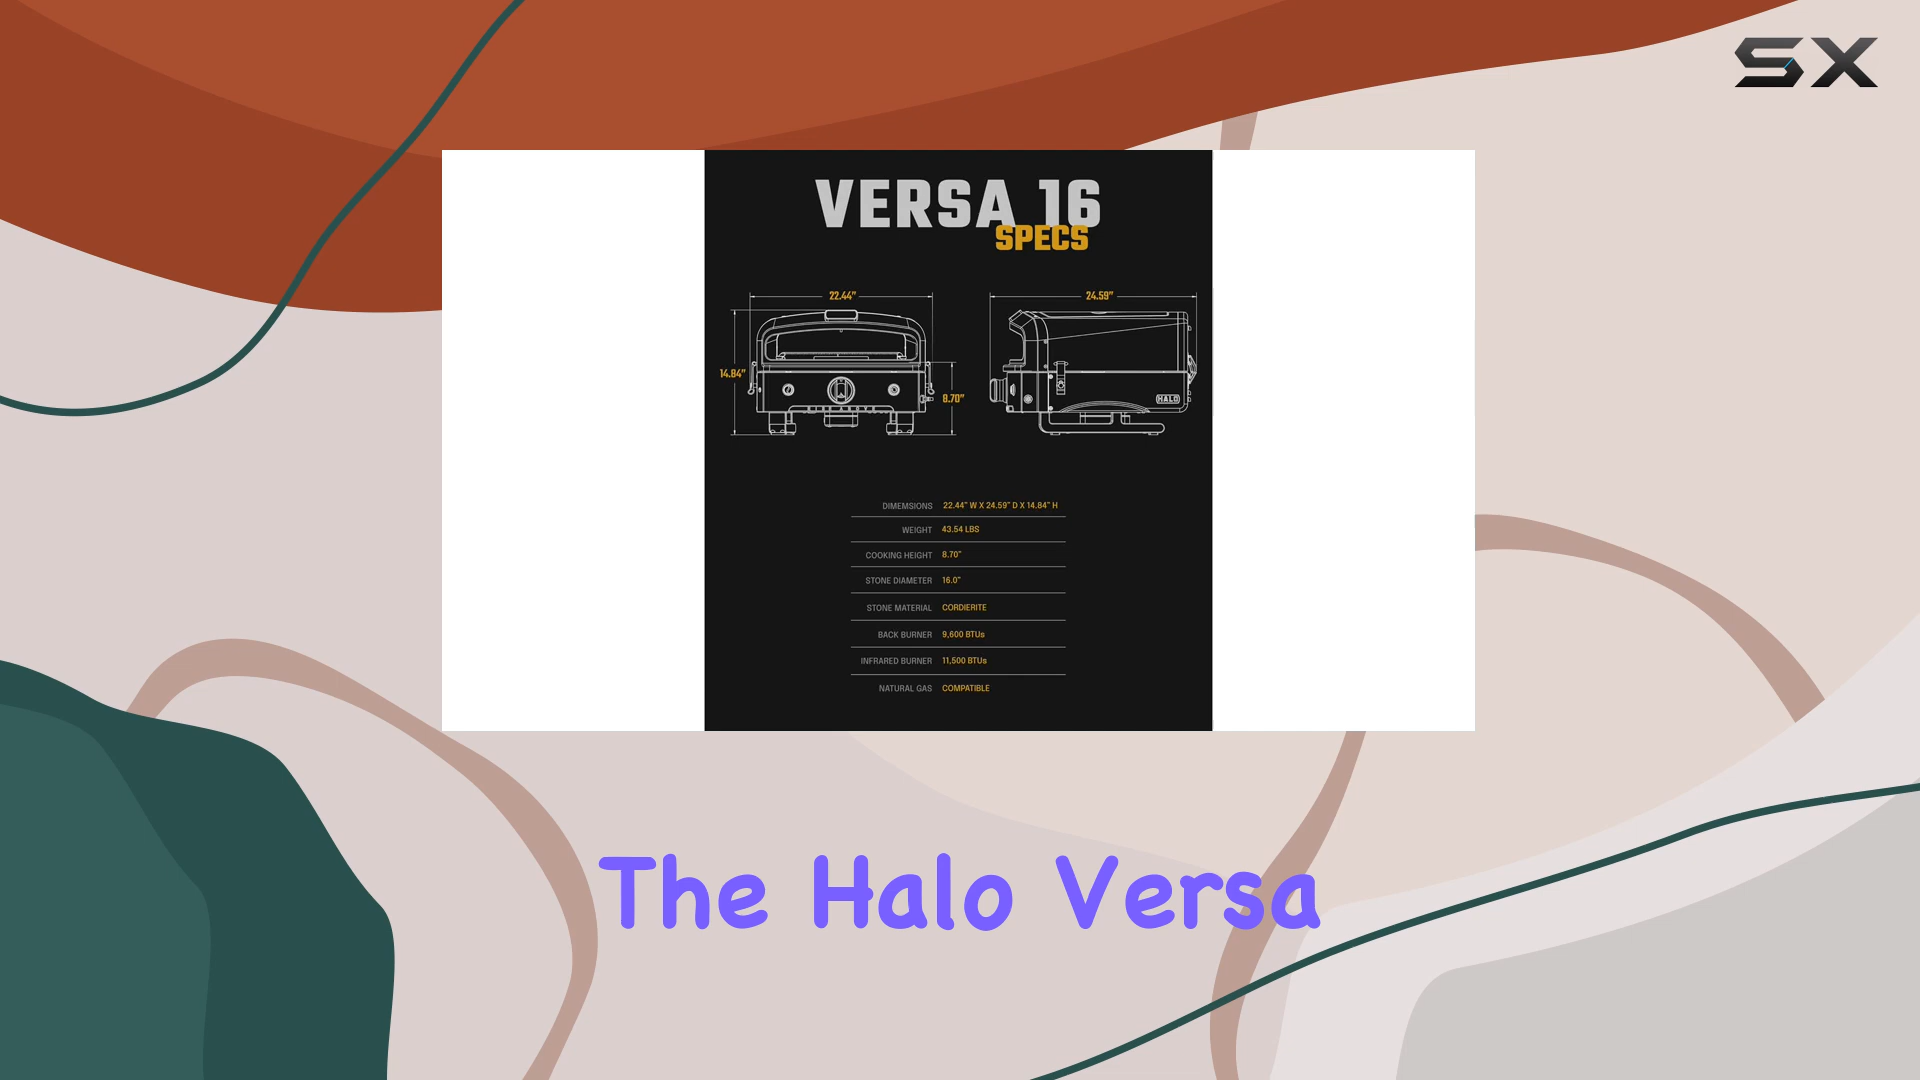 SX
VERSA 16
SPECS
22.44"
24.59"
14.84"
8.70"
HALO
DIMEMSIONS 22.44" W X 24.59" D X 14.84" H
WEIGHT 43.54 LBS
COOKING HEIGHT 8.70"
STONE DIAMETER 16.0"
STONE MATERIAL CORDIERITE
BACK BURNER 9,600 BTUs
INFRARED BURNER 11,500 BTUs
NATURAL GAS COMPATIBLE
The Halo Versa